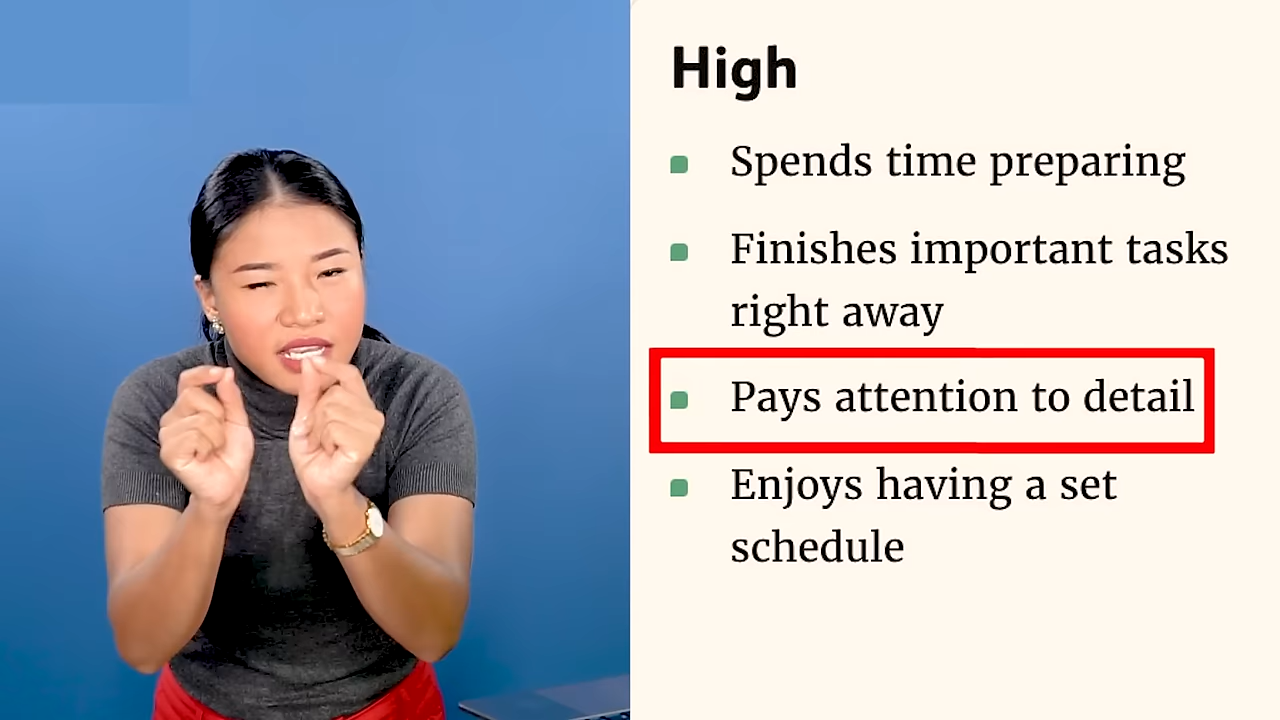 High
Spends time preparing
Finishes important tasks
right away
Pays attention to detail
Enjoys having a set
schedule